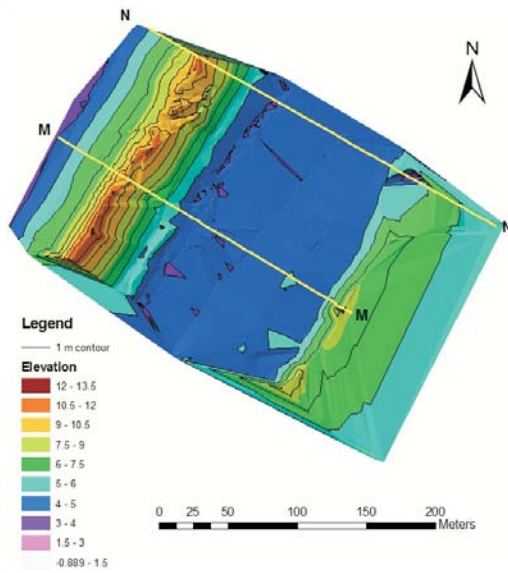 N
N
M
N
M
Legend
1 m contour
Elevation
12 - 13.5
10.5 - 12
9 - 10.5
7.5 - 9
6 - 7.5
5 - 6
4 - 5
3 - 4
1.5 - 3
-0.889 - 1.5
0 25 50 100 150 200
Meters